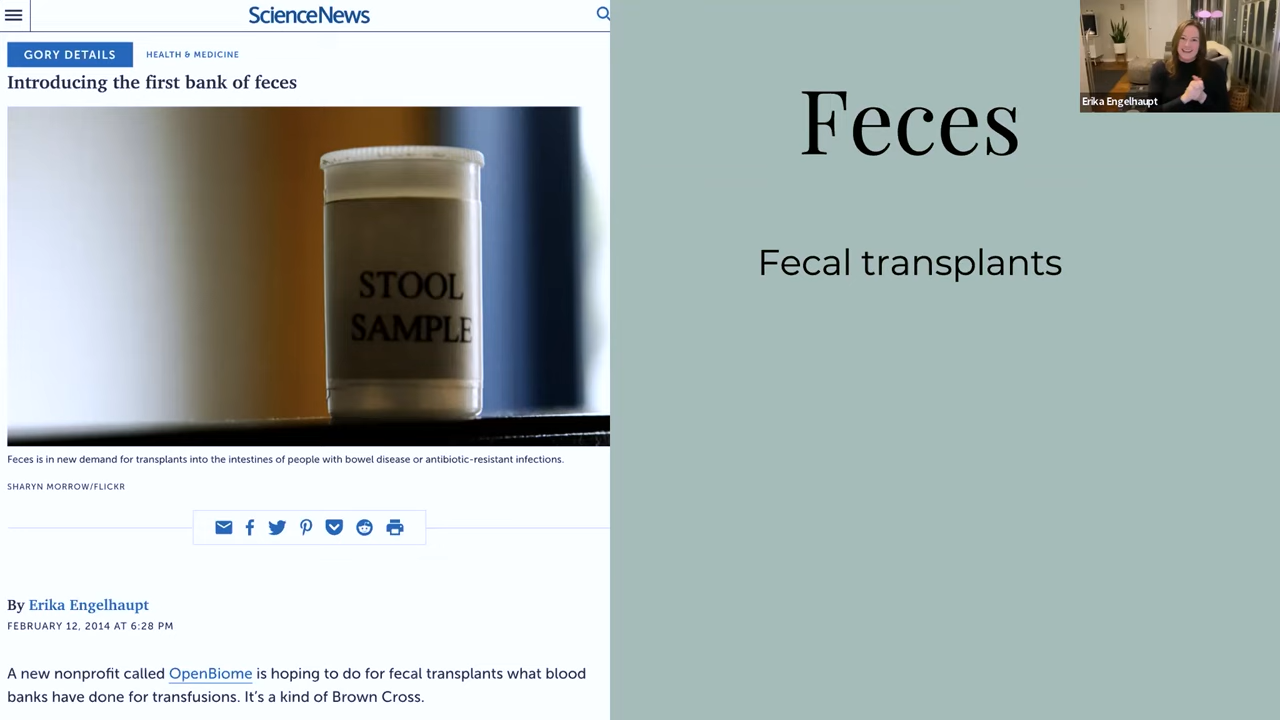 ScienceNews
GORY DETAILS
HEALTH & MEDICINE
Introducing the first bank of feces
STOOL
SAMPLE
Feces is in new demand for transplants into the intestines of people with bowel disease or antibiotic-resistant infections.
SHARYN MORROW/FLICKR
By Erika Engelhaupt
FEBRUARY 12, 2014 AT 6:28 PM
A new nonprofit called OpenBiome is hoping to do for fecal transplants what blood
banks have done for transfusions. It’s a kind of Brown Cross.
Feces
Fecal transplants
Erika Engelhaupt